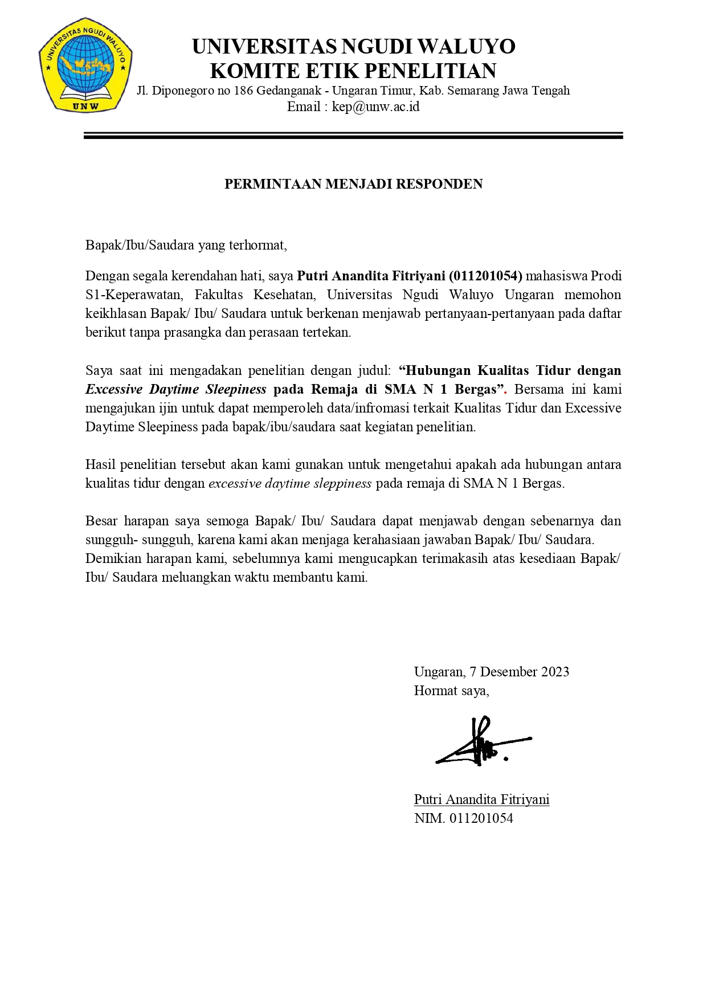 UNIVERSITAS NGUDI WALUYO
UNW
UNIVERSITAS NGUDI WALUYO
KOMITE ETIK PENELITIAN
Jl. Diponegoro no 186 Gedanganak - Ungaran Timur, Kab. Semarang Jawa Tengah
Email : kep@unw.ac.id
PERMINTAAN MENJADI RESPONDEN
Bapak/Ibu/Saudara yang terhormat,
Dengan segala kerendahan hati, saya Putri Anandita Fitriyani (011201054) mahasiswa Prodi
S1-Keperawatan, Fakultas Kesehatan, Universitas Ngudi Waluyo Ungaran memohon
keikhlasan Bapak/ Ibu/ Saudara untuk berkenan menjawab pertanyaan-pertanyaan pada daftar
berikut tanpa prasangka dan perasaan tertekan.
Saya saat ini mengadakan penelitian dengan judul: “Hubungan Kualitas Tidur dengan
Excessive Daytime Sleepiness pada Remaja di SMA N 1 Bergas”. Bersama ini kami
mengajukan ijin untuk dapat memperoleh data/infromasi terkait Kualitas Tidur dan Excessive
Daytime Sleepiness pada bapak/ibu/saudara saat kegiatan penelitian.
Hasil penelitian tersebut akan kami gunakan untuk mengetahui apakah ada hubungan antara
kualitas tidur dengan excessive daytime sleppiness pada remaja di SMA N 1 Bergas.
Besar harapan saya semoga Bapak/ Ibu/ Saudara dapat menjawab dengan sebenarnya dan
sungguh- sungguh, karena kami akan menjaga kerahasiaan jawaban Bapak/ Ibu/ Saudara.
Demikian harapan kami, sebelumnya kami mengucapkan terimakasih atas kesediaan Bapak/
Ibu/ Saudara meluangkan waktu membantu kami.
Ungaran, 7 Desember 2023
Hormat saya,
Putri Anandita Fitriyani
NIM. 011201054